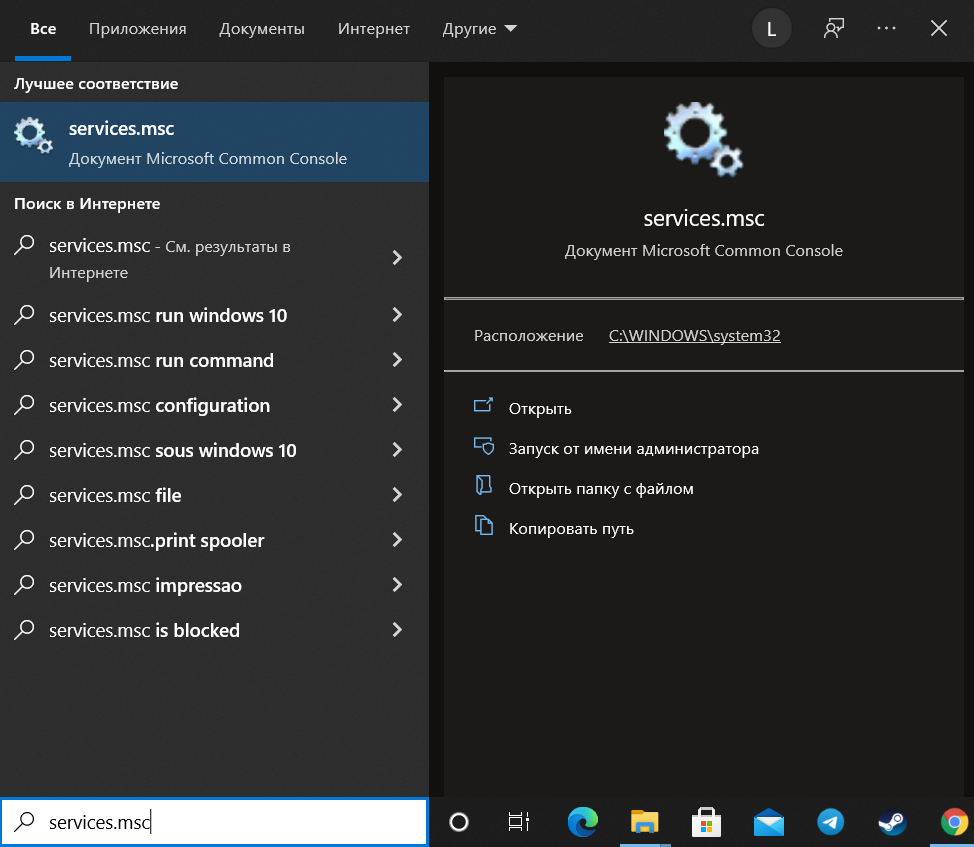 Все Приложения Документы Интернет Другие L
Лучшее соответствие
services.msc
Документ Microsoft Common Console
Поиск в Интернете
services.msc - См. результаты в
Интернете
services.msc run windows 10
services.msc run command
services.msc configuration
services.msc sous windows 10
services.msc file
services.msc.print spooler
services.msc impressao
services.msc is blocked
services.msc
services.msc
Документ Microsoft Common Console
Расположение C:\WINDOWS\system32
Открыть
Запуск от имени администратора
Открыть папку с файлом
Копировать путь